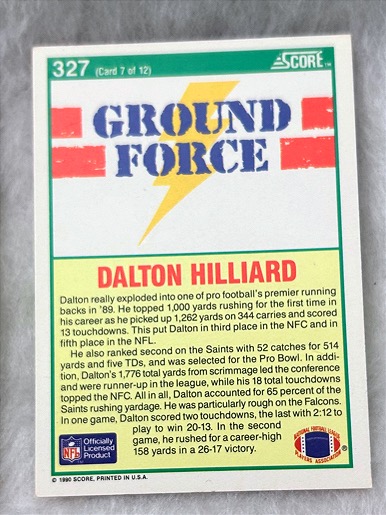 327 (Card 7 of 12) SCORE™
GROUND
FORCE
DALTON HILLIARD
Dalton really exploded into one of pro football's premier running
backs in '89. He topped 1,000 yards rushing for the first time in
his career as he picked up 1,262 yards on 344 carries and scored
13 touchdowns. This put Dalton in third place in the NFC and in
fifth place in the NFL.
He also ranked second on the Saints with 52 catches for 514
yards and five TDs, and was selected for the Pro Bowl. In addi-
tion, Dalton's 1,776 total yards from scrimmage led the conference
and were runner-up in the league, while his 18 total touchdowns
topped the NFC. All in all, Dalton accounted for 65 percent of the
Saints rushing yardage. He was particularly rough on the Falcons.
In one game, Dalton scored two touchdowns, the last with 2:12 to
play to win 20-13. In the second
game, he rushed for a career-high
158 yards in a 26-17 victory.
NFL
Officially
Licensed
Product
NATIONAL FOOTBALL LEAGUE
PLAYERS ASSOCIATION ®
© 1990 SCORE, PRINTED IN U.S.A.